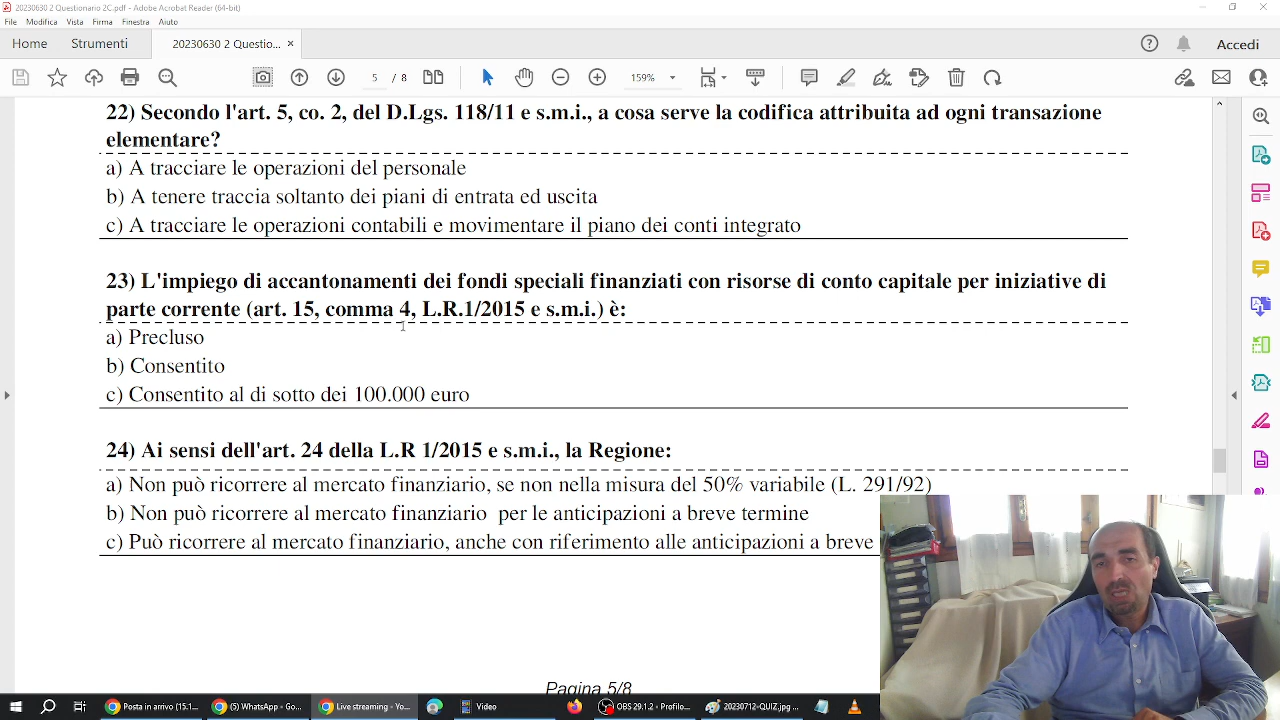 20230630 2 Questionario 2C.pdf - Adobe Acrobat Reader (64-bit)
File Modifica Vista Firma Finestra Aiuto
Home Strumenti 20230630 2 Questio... × Accedi
5 / 8 159%
22) Secondo l'art. 5, co. 2, del D.Lgs. 118/11 e s.m.i., a cosa serve la codifica attribuita ad ogni transazione
elementare?
a) A tracciare le operazioni del personale
b) A tenere traccia soltanto dei piani di entrata ed uscita
c) A tracciare le operazioni contabili e movimentare il piano dei conti integrato
23) L'impiego di accantonamenti dei fondi speciali finanziati con risorse di conto capitale per iniziative di
parte corrente (art. 15, comma 4, L.R.1/2015 e s.m.i.) è:
a) Precluso
b) Consentito
c) Consentito al di sotto dei 100.000 euro
24) Ai sensi dell'art. 24 della L.R 1/2015 e s.m.i., la Regione:
a) Non può ricorrere al mercato finanziario, se non nella misura del 50% variabile (L. 291/92)
b) Non può ricorrere al mercato finanziario per le anticipazioni a breve termine
c) Può ricorrere al mercato finanziario, anche con riferimento alle anticipazioni a breve
Pagina 5/8
Posta in arrivo (15.1... (5) WhatsApp - Go... Live streaming - Yo... Video OBS 29.1.2 - Profilo... 20230712-QUIZ.jpg ...